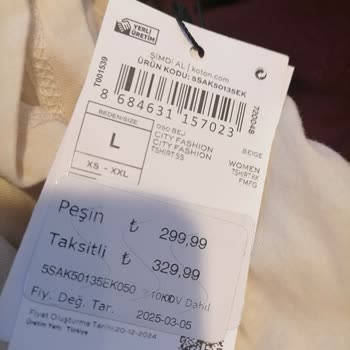 YERLİ
ÜRETİM
ŞİMDİ AL | koton.com
ÜRÜN KODU: 5SAK50135EK
T001539
00
684631 157023
720048
BEDEN/SIZE
L
XS - XXL
050 BEJ
CITY FASHION
CITY FASHION
TSHIRT SS
BEIGE
WOMEN
TSHIRT KK
FMFG
Peşin ₺ 299,99
Taksitli ₺ 329,99
5SAK50135EK050 Dahil
Fiy. Değ. Tar. 2025-03-05
Fiyat Oluşturma Tarihi:20-12-2024
Üretim Yeri: Türkiye